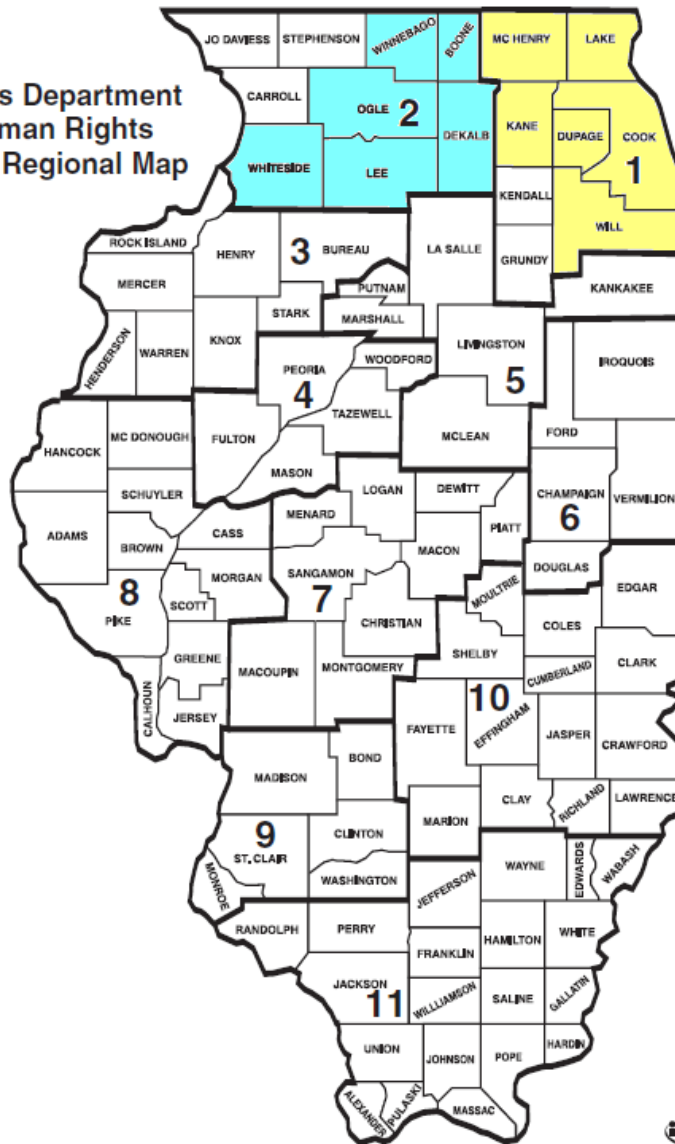 JO DAVIESS
STEPHENSON
WINNEBAGO
BOONE
MC HENRY
LAKE
s Department
man Rights
Regional Map
CARROLL
OGLE
2
DEKALB
KANE
DUPAGE
COOK
1
WHITESIDE
LEE
KENDALL
WILL
ROCK ISLAND
HENRY
3
BUREAU
LA SALLE
GRUNDY
KANKAKEE
MERCER
PUTNAM
STARK
MARSHALL
HENDERSON
WARREN
KNOX
PEORIA
4
WOODFORD
LIVINGSTON
5
IROQUOIS
TAZEWELL
HANCOCK
MC DONOUGH
FULTON
MCLEAN
FORD
MASON
SCHUYLER
LOGAN
DEWITT
CHAMPAIGN
6
VERMILION
ADAMS
BROWN
CASS
MENARD
PIATT
MACON
8
PIKE
MORGAN
SCOTT
SANGAMON
7
DOUGLAS
EDGAR
CHRISTIAN
MOULTRIE
COLES
GREENE
MACOUPIN
MONTGOMERY
SHELBY
CUMBERLAND
CLARK
CALHOUN
JERSEY
FAYETTE
10
EFFINGHAM
JASPER
CRAWFORD
MADISON
BOND
CLAY
RICHLAND
LAWRENCE
9
ST. CLAIR
CLINTON
MARION
MONROE
WASHINGTON
JEFFERSON
WAYNE
EDWARDS
WABASH
RANDOLPH
PERRY
FRANKLIN
HAMILTON
WHITE
JACKSON
11
WILLLIAMSON
SALINE
GALLATIN
UNION
JOHNSON
POPE
HARDIN
ALEXANDER
PULASKI
MASSAC